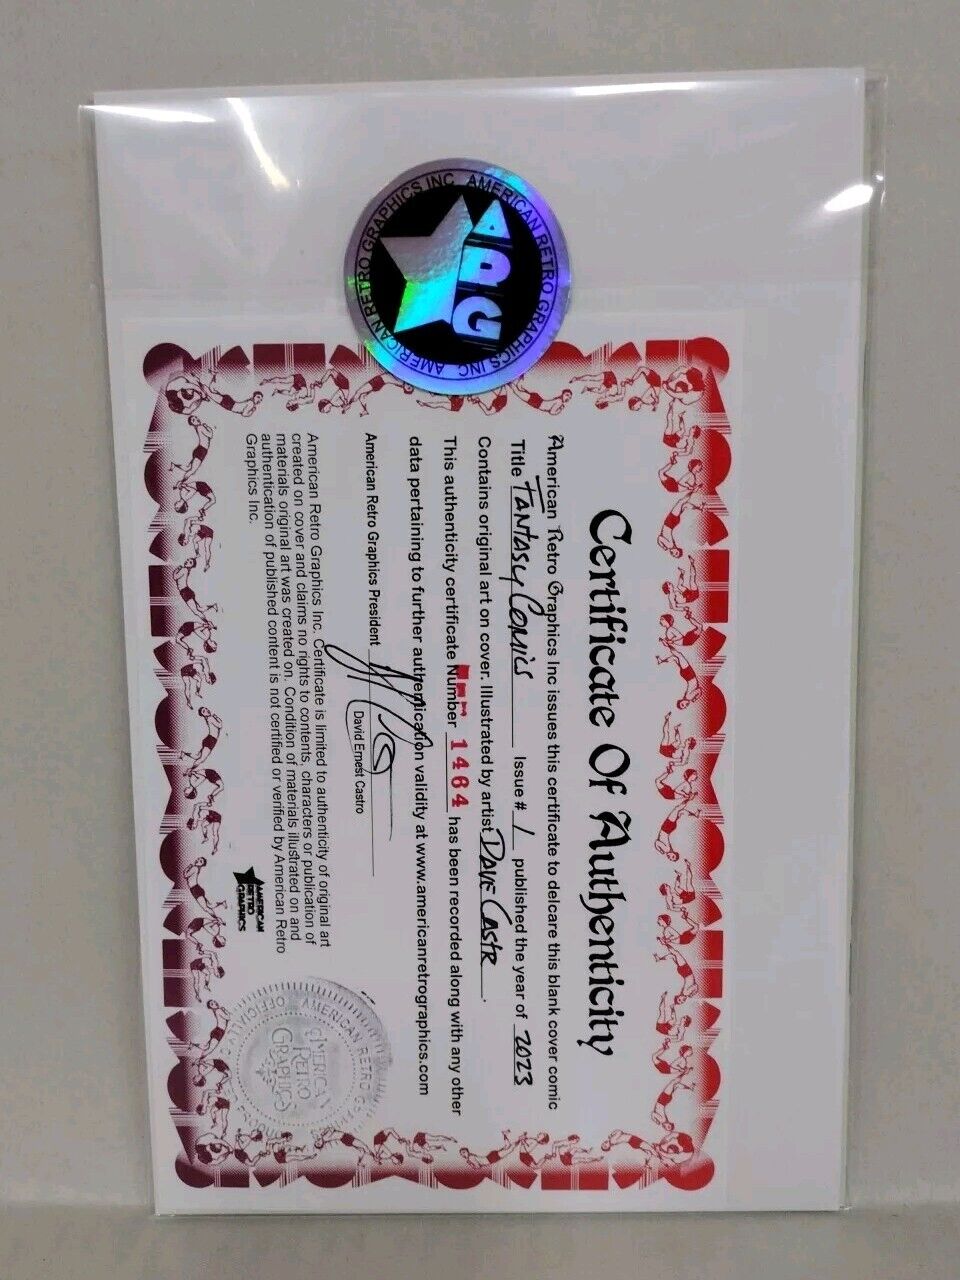 AMERICAN RETRO GRAPHICS INC. AMERICAN RETRO GRAPHICS INC.
ARG
Certificate Of Authenticity
American Retro Graphics Inc issues this certificate to delcare this blank cover comic
Title Fantasy Comics Issue # 1 published the year of 2023
Contains original art on cover. Illustrated by artist Dave Castr.
This authenticity certificate Number 1464 has been recorded along with any other
data pertaining to further authentication validity at www.americanretrographics.com
American Retro Graphics President
David Ernest Castro
American Retro Graphics Inc. Certificate is limited to authenticity of original art
created on cover and claims no rights to contents, characters or publication of
materials original art was created on. Condition of materials illustrated on and
authentication of published content is not certified or verified by American Retro
Graphics Inc.
AMERICAN
RETRO
GRAPHICS
AMERICAN RETRO
OFFICIAL
AMERICAN
RETRO
GRAPHICS